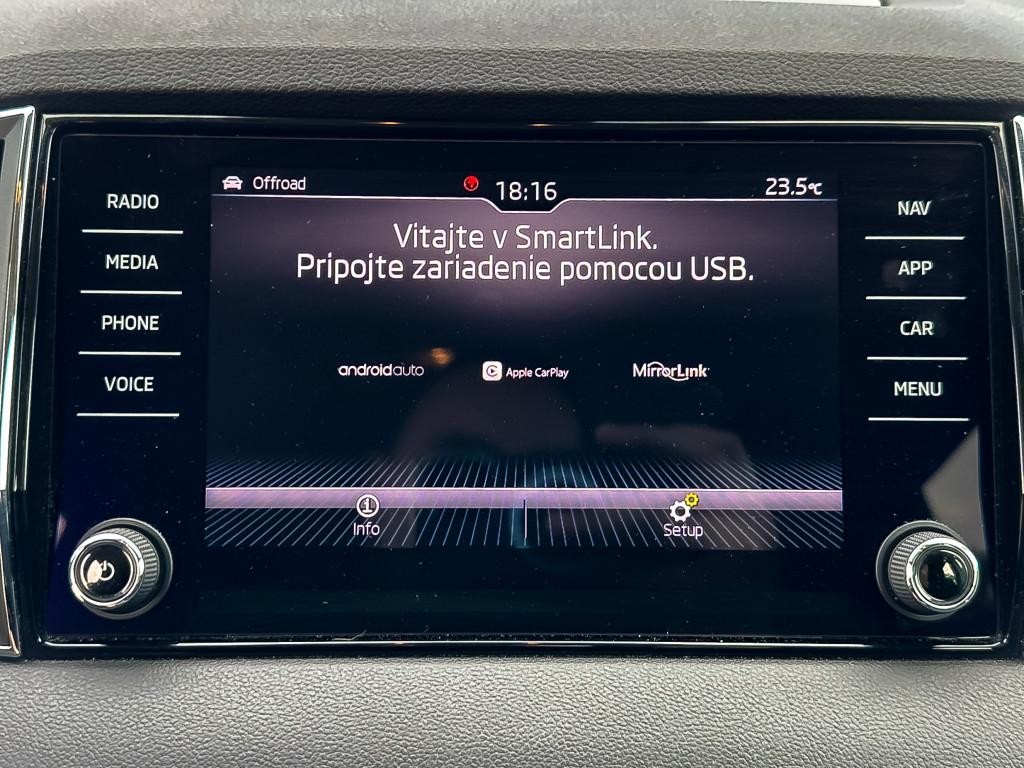 RADIO
MEDIA
PHONE
VOICE
Offroad
18:16
23.5°C
Vitajte v SmartLink.
Pripojte zariadenie pomocou USB.
androidauto
Apple CarPlay
MirrorLink
Info
Setup
NAV
APP
CAR
MENU